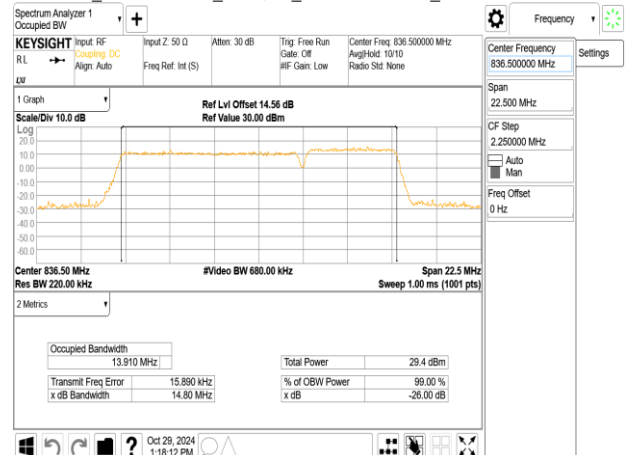 Spectrum Analyzer 1
Occupied BW
+
Frequency
KEYSIGHT
Input: RF
Coupling: DC
Align: Auto
Input Z: 50 Ω
Freq Ref: Int (S)
Atten: 30 dB
Trig: Free Run
Gate: Off
#IF Gain: Low
Center Freq: 836.500000 MHz
Avg|Hold: 10/10
Radio Std: None
R L
Center Frequency
836.500000 MHz
Settings
Span
22.500 MHz
CF Step
2.250000 MHz
Auto
Man
Freq Offset
0 Hz
1 Graph
Ref Lvl Offset 14.56 dB
Scale/Div 10.0 dB
Ref Value 30.00 dBm
Log
20.0
10.0
0.00
-10.0
-20.0
-30.0
-40.0
-50.0
-60.0
Center 836.50 MHz
#Video BW 680.00 kHz
Span 22.5 MHz
Res BW 220.00 kHz
Sweep 1.00 ms (1001 pts)
2 Metrics
Occupied Bandwidth
13.910 MHz
Total Power
29.4 dBm
Transmit Freq Error
15.890 kHz
% of OBW Power
99.00 %
x dB Bandwidth
14.80 MHz
x dB
-26.00 dB
?
Oct 29, 2024
1:18:12 PM